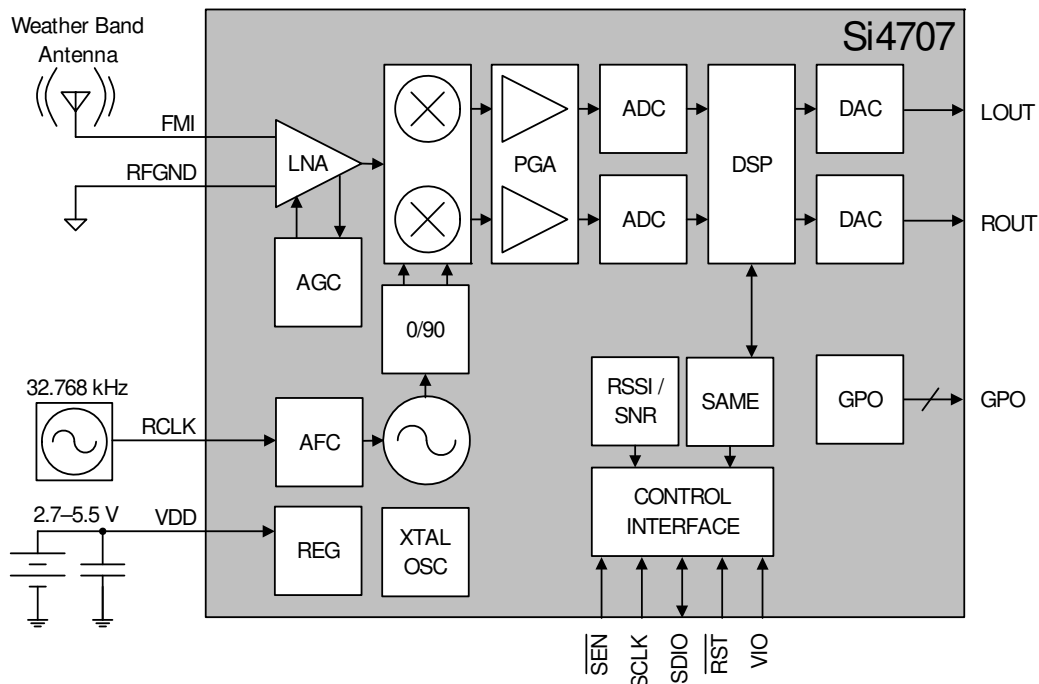 Weather Band
Antenna
Si4707
FMI
RFGND
LNA
AGC
0/90
PGA
ADC
ADC
DSP
DAC
DAC
LOUT
ROUT
32.768 kHz
RCLK
AFC
RSSI /
SNR
SAME
GPO
GPO
2.7–5.5 V
VDD
REG
XTAL
OSC
CONTROL
INTERFACE
SEN
SCLK
SDIO
RST
VIO